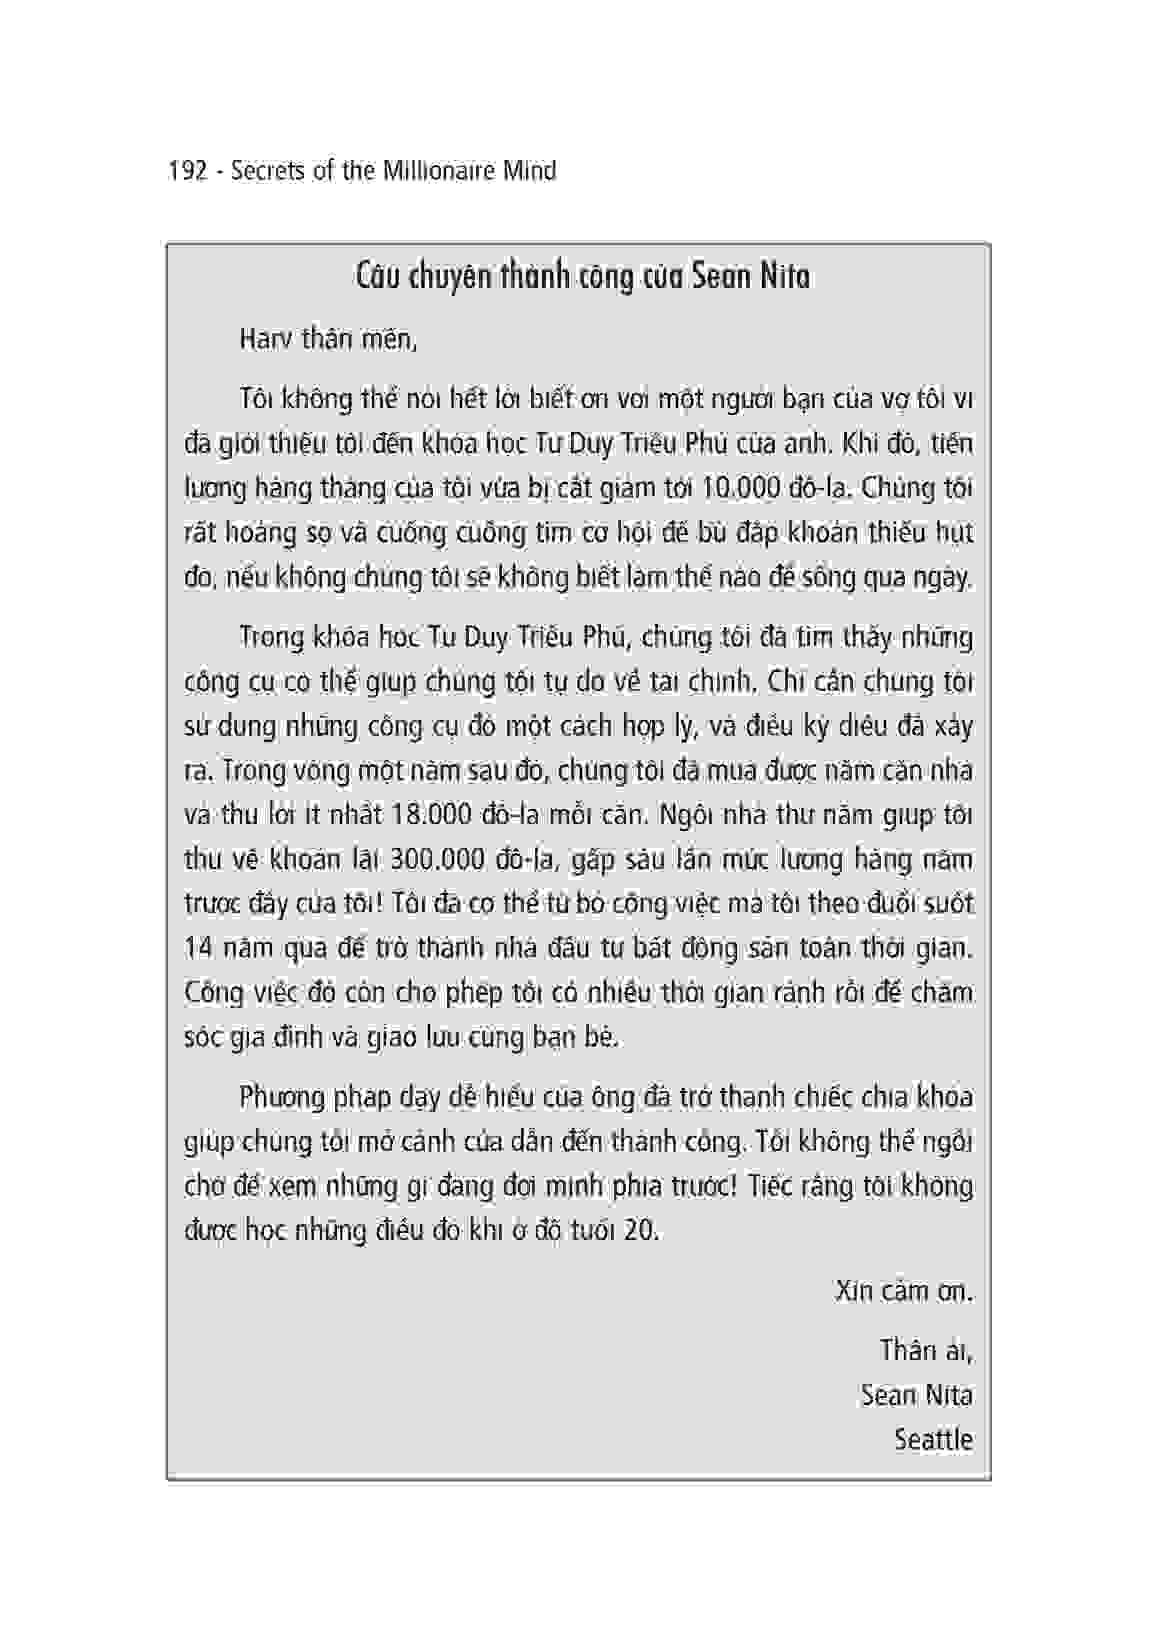 192 - Secrets of the Millionaire Mind
Câu chuyện thành công của Sean Nita
Harv thân mến,
Tôi không thể nói hết lời biết ơn với một người bạn của vợ tôi vì
đã giới thiệu tôi đến khóa học Tư Duy Triệu Phú của anh. Khi đó, tiền
lương hàng tháng của tôi vừa bị cắt giảm tới 10.000 đô-la. Chúng tôi
rất hoảng sợ và cuống cuồng tìm cơ hội để bù đắp khoản thiếu hụt
đó, nếu không chúng tôi sẽ không biết làm thế nào để sống qua ngày.
Trong khóa học Tư Duy Triệu Phú, chúng tôi đã tìm thấy những
công cụ có thể giúp chúng tôi tự do về tài chính. Chỉ cần chúng tôi
sử dụng những công cụ đó một cách hợp lý, và điều kỳ diệu đã xảy
ra. Trong vòng một năm sau đó, chúng tôi đã mua được năm căn nhà
và thu lời ít nhất 18.000 đô-la mỗi căn. Ngôi nhà thứ năm giúp tôi
thu về khoản lãi 300.000 đô-la, gấp sáu lần mức lương hàng năm
trước đây của tôi! Tôi đã có thể từ bỏ công việc mà tôi theo đuổi suốt
14 năm qua để trở thành nhà đầu tư bất động sản toàn thời gian.
Công việc đó còn cho phép tôi có nhiều thời gian rảnh rỗi để chăm
sóc gia đình và giao lưu cùng bạn bè.
Phương pháp dạy dễ hiểu của ông đã trở thành chiếc chìa khóa
giúp chúng tôi mở cánh cửa dẫn đến thành công. Tôi không thể ngồi
chờ để xem những gì đang đợi mình phía trước! Tiếc rằng tôi không
được học những điều đó khi ở độ tuổi 20.
Xin cảm ơn.
Thân ái,
Sean Nita
Seattle